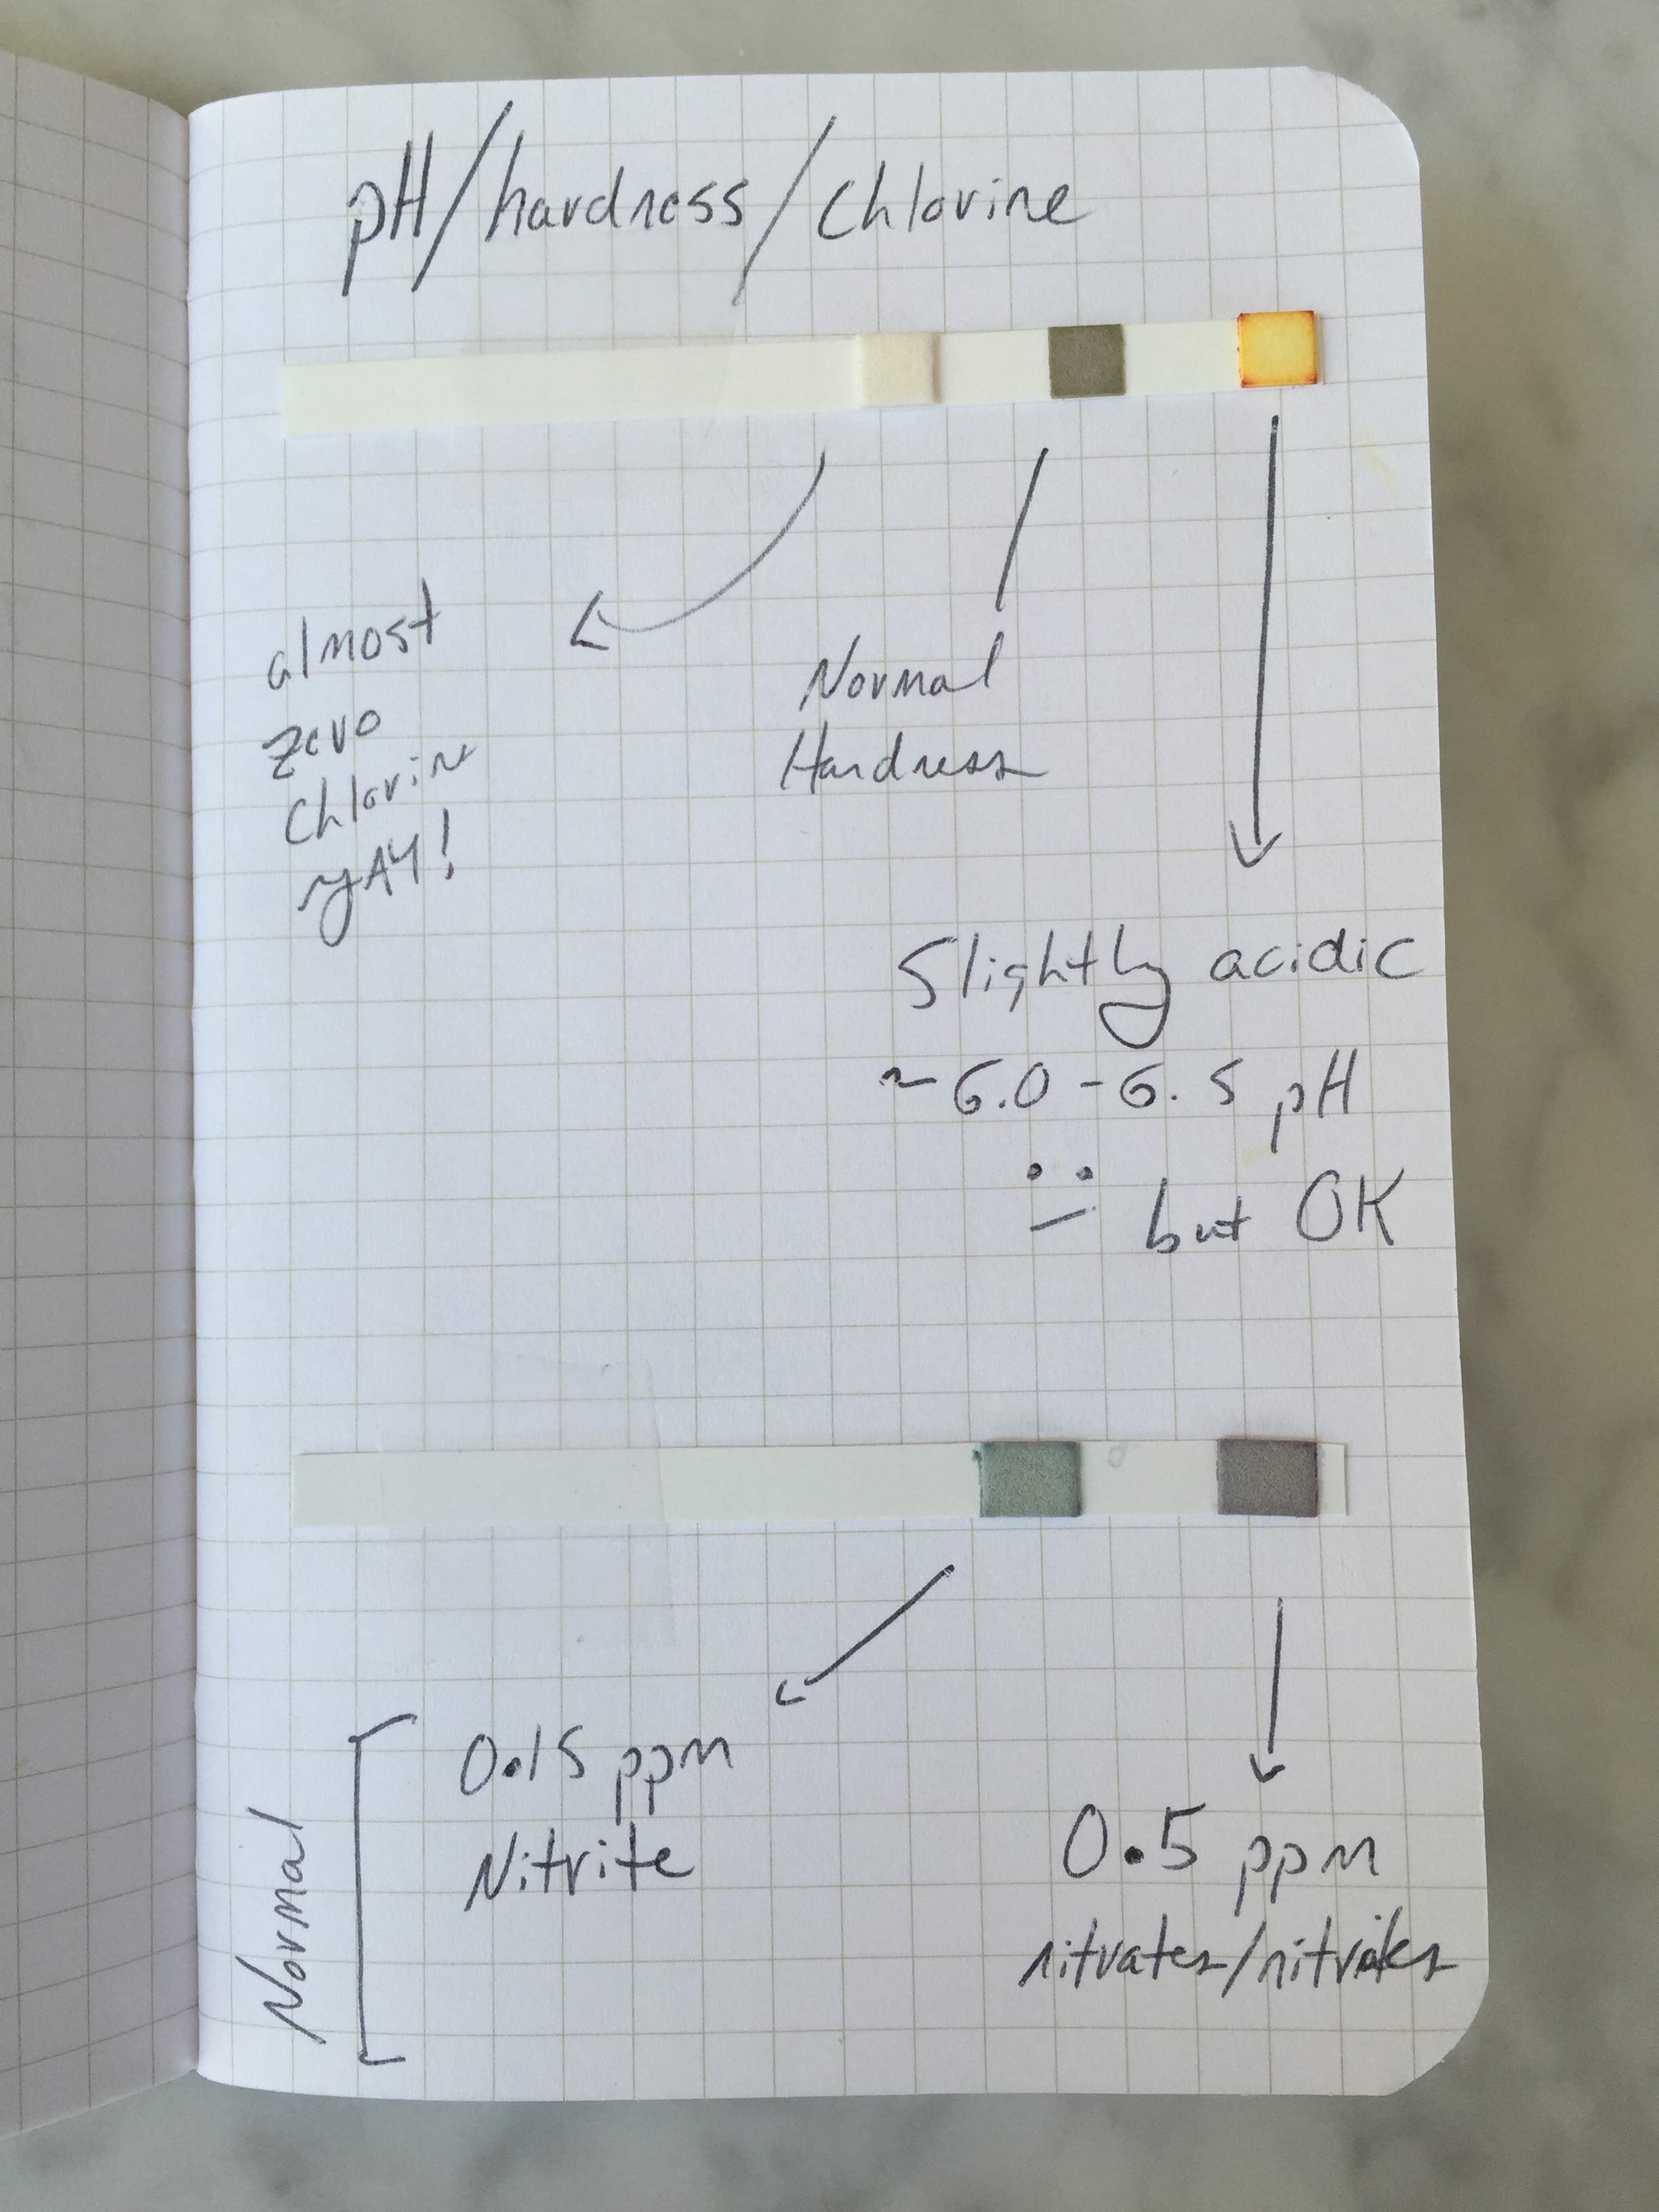 pH/hardness/chlorine
almost
zero
chlorine
yAY!
Normal
Hardness
Slightly acidic
~6.0-6.5 pH
but OK
Normal
0.15 ppm
Nitrite
0.5 ppm
nitrates/nitrites